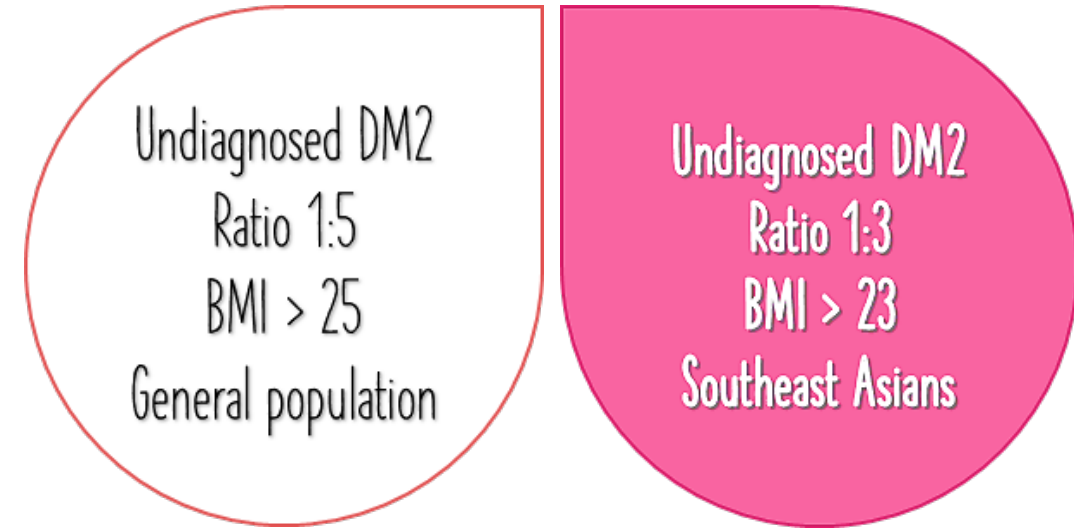 Undiagnosed DM2
Ratio 1:5
BMI > 25
General population
Undiagnosed DM2
Ratio 1:3
BMI > 23
Southeast Asians